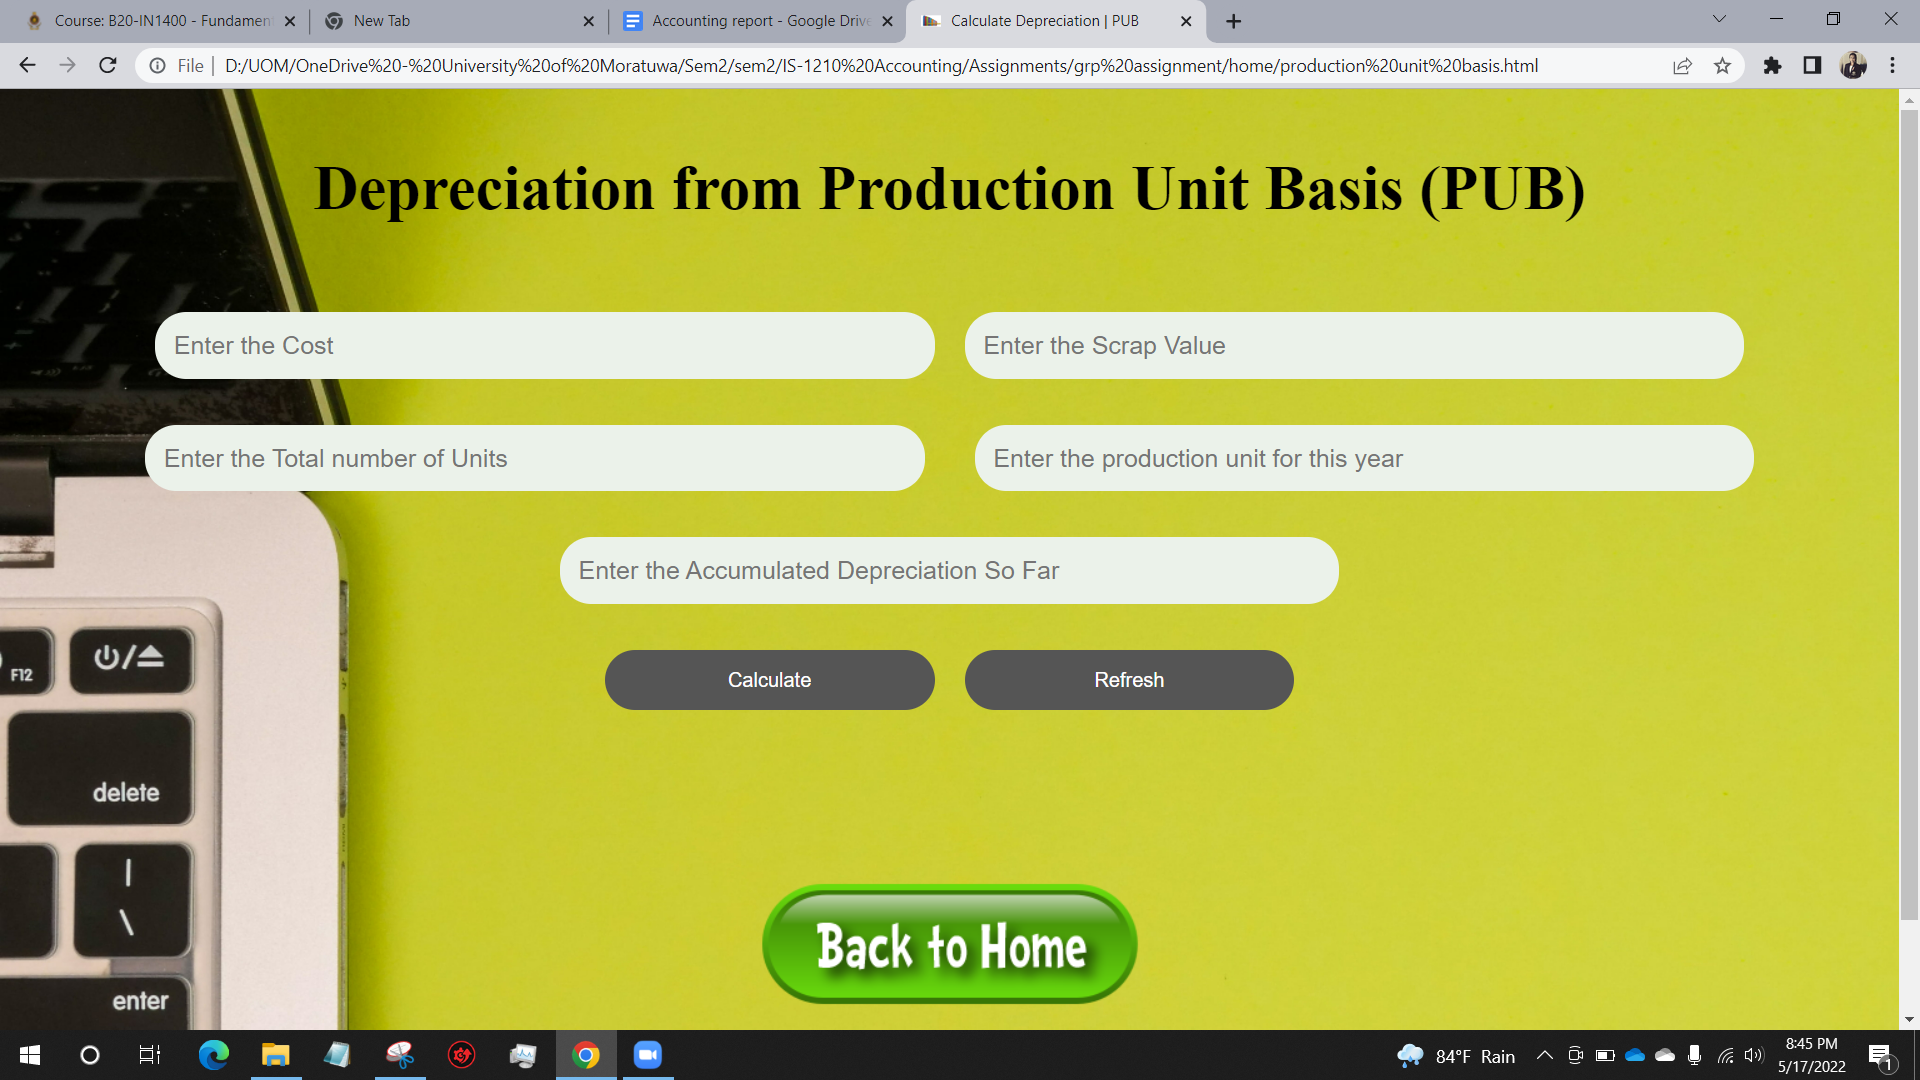 Course: B20-IN1400 - Fundamen
New Tab
Accounting report - Google Drive
Calculate Depreciation | PUB
File
D:/UOM/OneDrive%20-%20University%20of%20Moratuwa/Sem2/sem2/IS-1210%20Accounting/Assignments/grp%20assignment/home/production%20unit%20basis.html
Depreciation from Production Unit Basis (PUB)
Enter the Cost
Enter the Scrap Value
Enter the Total number of Units
Enter the production unit for this year
Enter the Accumulated Depreciation So Far
Calculate
Refresh
F12
delete
|
\
enter
Back to Home
84°F Rain
8:45 PM
5/17/2022
1